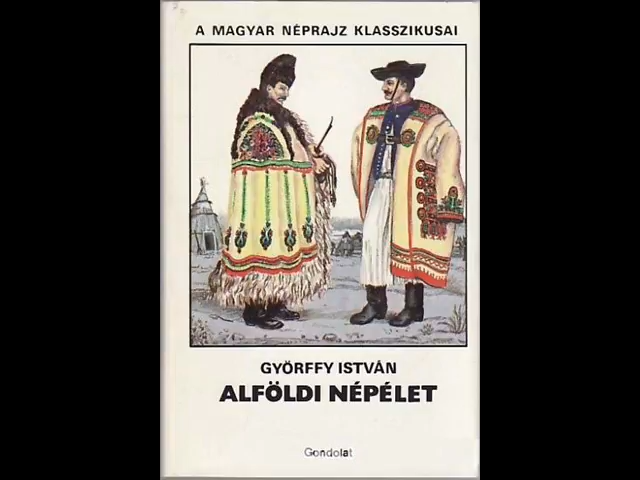 A MAGYAR NÉPRAJZ KLASSZIKUSAI
GYÖRFFY ISTVÁN
ALFÖLDI NÉPÉLET
Gondolat